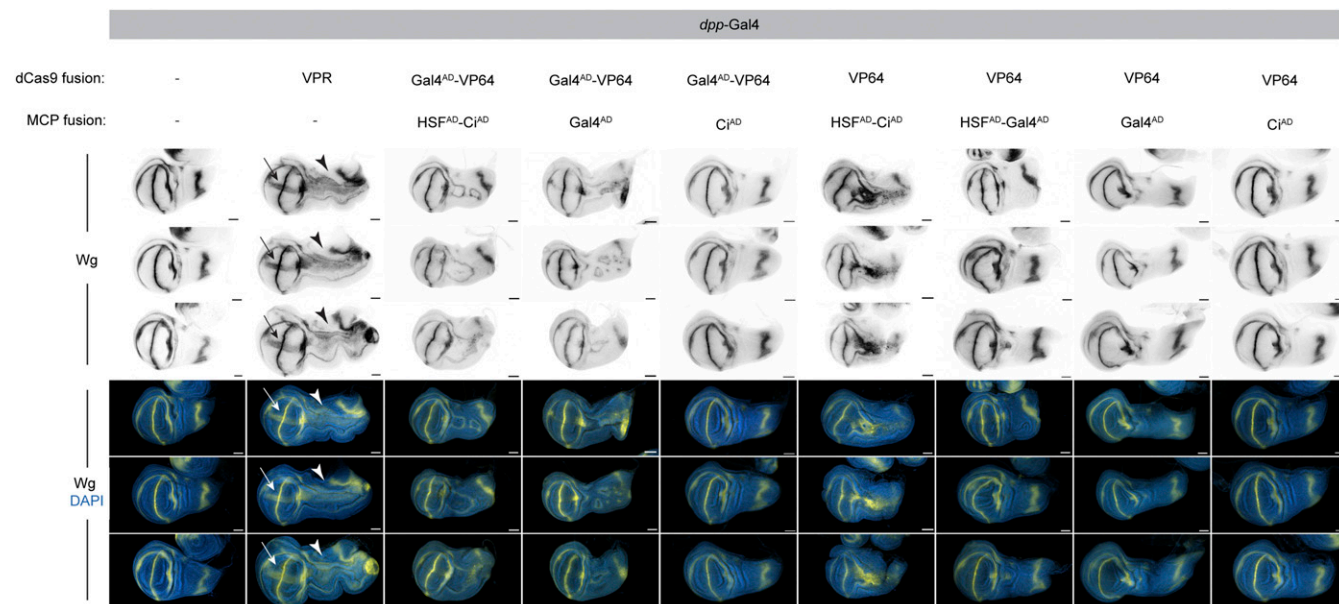 dpp-Gal4
dCas9 fusion: - VPR Gal4ᴬᴰ-VP64 Gal4ᴬᴰ-VP64 Gal4ᴬᴰ-VP64 VP64 VP64 VP64 VP64
MCP fusion: - - HSFᴬᴰ-Ciᴬᴰ Gal4ᴬᴰ Ciᴬᴰ HSFᴬᴰ-Ciᴬᴰ HSFᴬᴰ-Gal4ᴬᴰ Gal4ᴬᴰ Ciᴬᴰ
Wg
Wg
DAPI